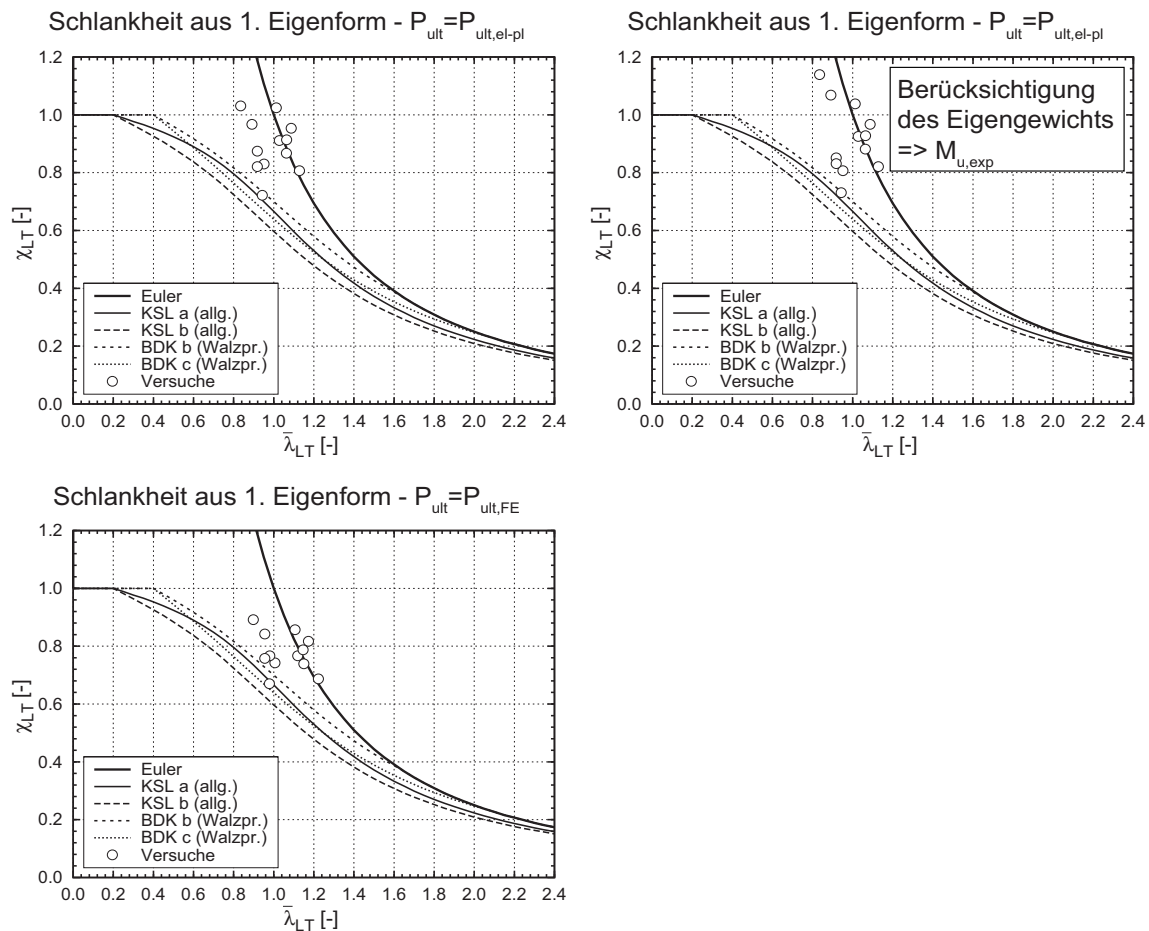 Schlankheit aus 1. Eigenform - P_ult=P_ult,el-pl
1.2
1.0
0.8
0.6
0.4
0.2
0.0
χ_LT [-]
Euler
KSL a (allg.)
KSL b (allg.)
BDK b (Walzpr.)
BDK c (Walzpr.)
Versuche
0.0 0.2 0.4 0.6 0.8 1.0 1.2 1.4 1.6 1.8 2.0 2.2 2.4
λ̅_LT [-]
Schlankheit aus 1. Eigenform - P_ult=P_ult,el-pl
Berücksichtigung
des Eigengewichts
=> M_u,exp
1.2
1.0
0.8
0.6
0.4
0.2
0.0
χ_LT [-]
Euler
KSL a (allg.)
KSL b (allg.)
BDK b (Walzpr.)
BDK c (Walzpr.)
Versuche
0.0 0.2 0.4 0.6 0.8 1.0 1.2 1.4 1.6 1.8 2.0 2.2 2.4
λ̅_LT [-]
Schlankheit aus 1. Eigenform - P_ult=P_ult,FE
1.2
1.0
0.8
0.6
0.4
0.2
0.0
χ_LT [-]
Euler
KSL a (allg.)
KSL b (allg.)
BDK b (Walzpr.)
BDK c (Walzpr.)
Versuche
0.0 0.2 0.4 0.6 0.8 1.0 1.2 1.4 1.6 1.8 2.0 2.2 2.4
λ̅_LT [-]